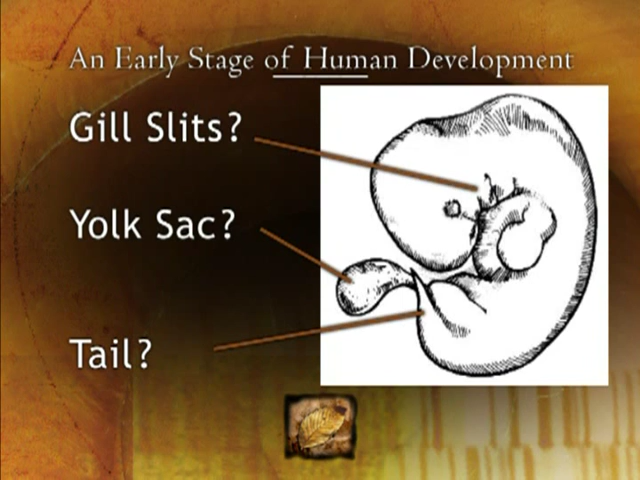 An Early Stage of Human Development
Gill Slits?
Yolk Sac?
Tail?